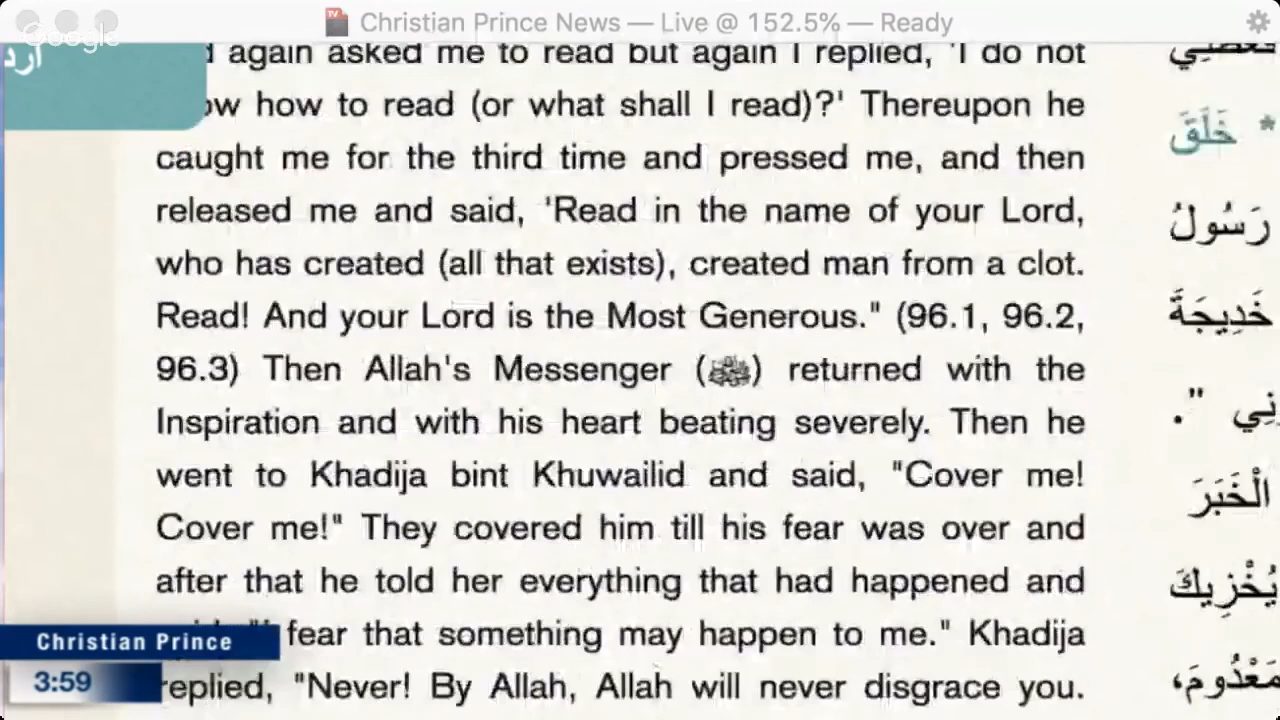 Christian Prince News — Live @ 152.5% — Ready
Google
again asked me to read but again I replied, 'I do not
how to read (or what shall I read)?' Thereupon he
caught me for the third time and pressed me, and then
released me and said, 'Read in the name of your Lord,
who has created (all that exists), created man from a clot.
Read! And your Lord is the Most Generous." (96.1, 96.2,
96.3) Then Allah's Messenger (ﷺ) returned with the
Inspiration and with his heart beating severely. Then he
went to Khadija bint Khuwailid and said, "Cover me!
Cover me!" They covered him till his fear was over and
after that he told her everything that had happened and
fear that something may happen to me." Khadija
replied, "Never! By Allah, Allah will never disgrace you.
* خَلَقَ
رَسُولُ
خَدِيجَةَ
نِي ".
الْخَبَرَ
يُخْزِيكَ
مَعْدُومَ،
Christian Prince
3:59